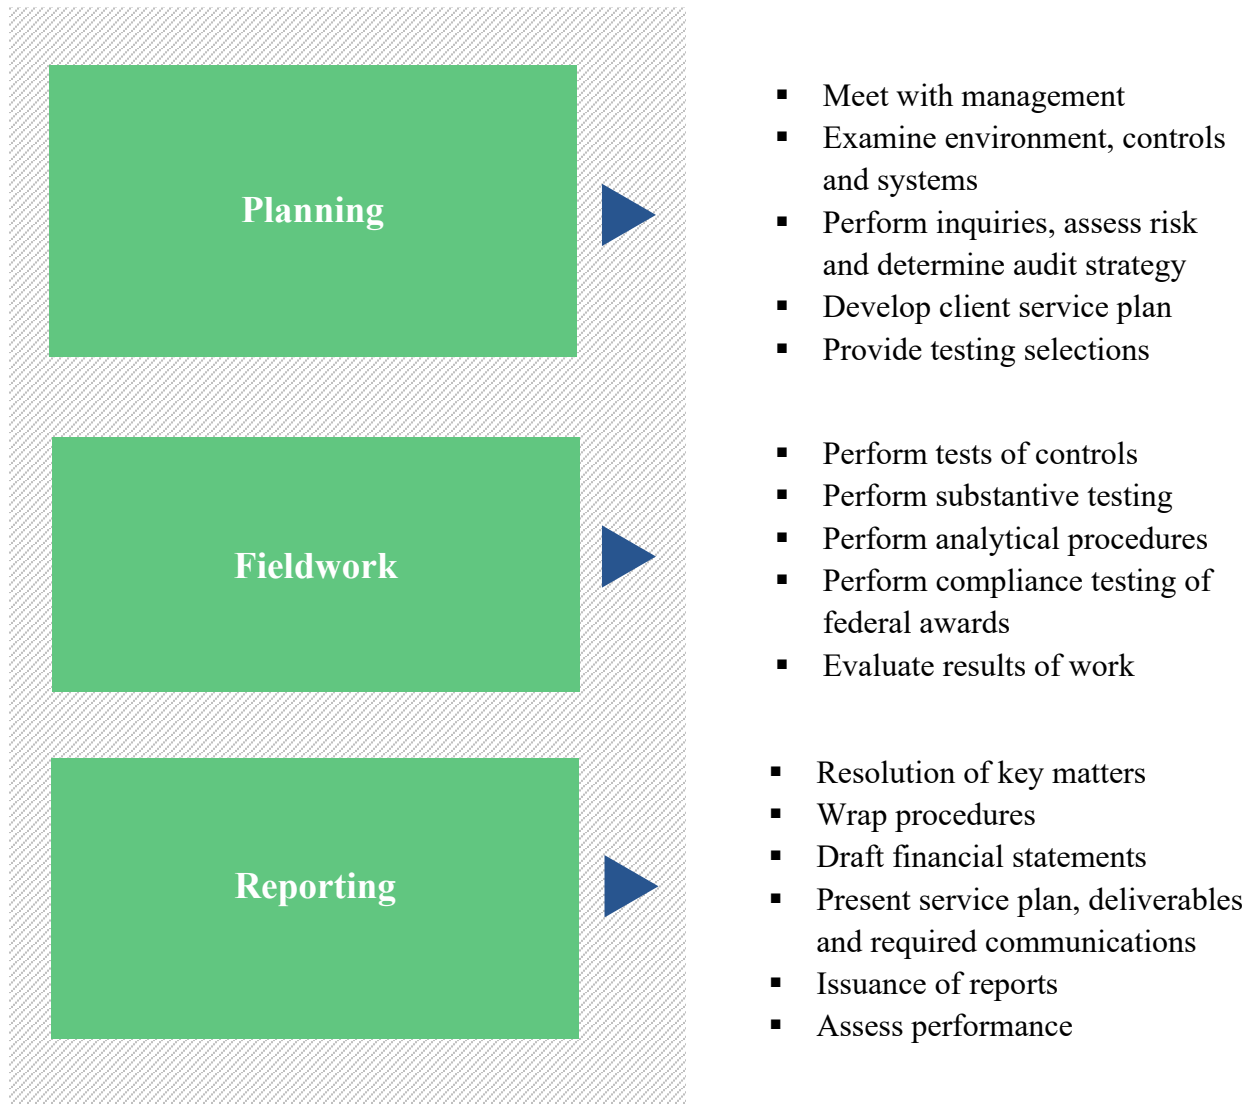 Planning
▪ Meet with management
▪ Examine environment, controls
and systems
▪ Perform inquiries, assess risk
and determine audit strategy
▪ Develop client service plan
▪ Provide testing selections
Fieldwork
▪ Perform tests of controls
▪ Perform substantive testing
▪ Perform analytical procedures
▪ Perform compliance testing of
federal awards
▪ Evaluate results of work
Reporting
▪ Resolution of key matters
▪ Wrap procedures
▪ Draft financial statements
▪ Present service plan, deliverables
and required communications
▪ Issuance of reports
▪ Assess performance